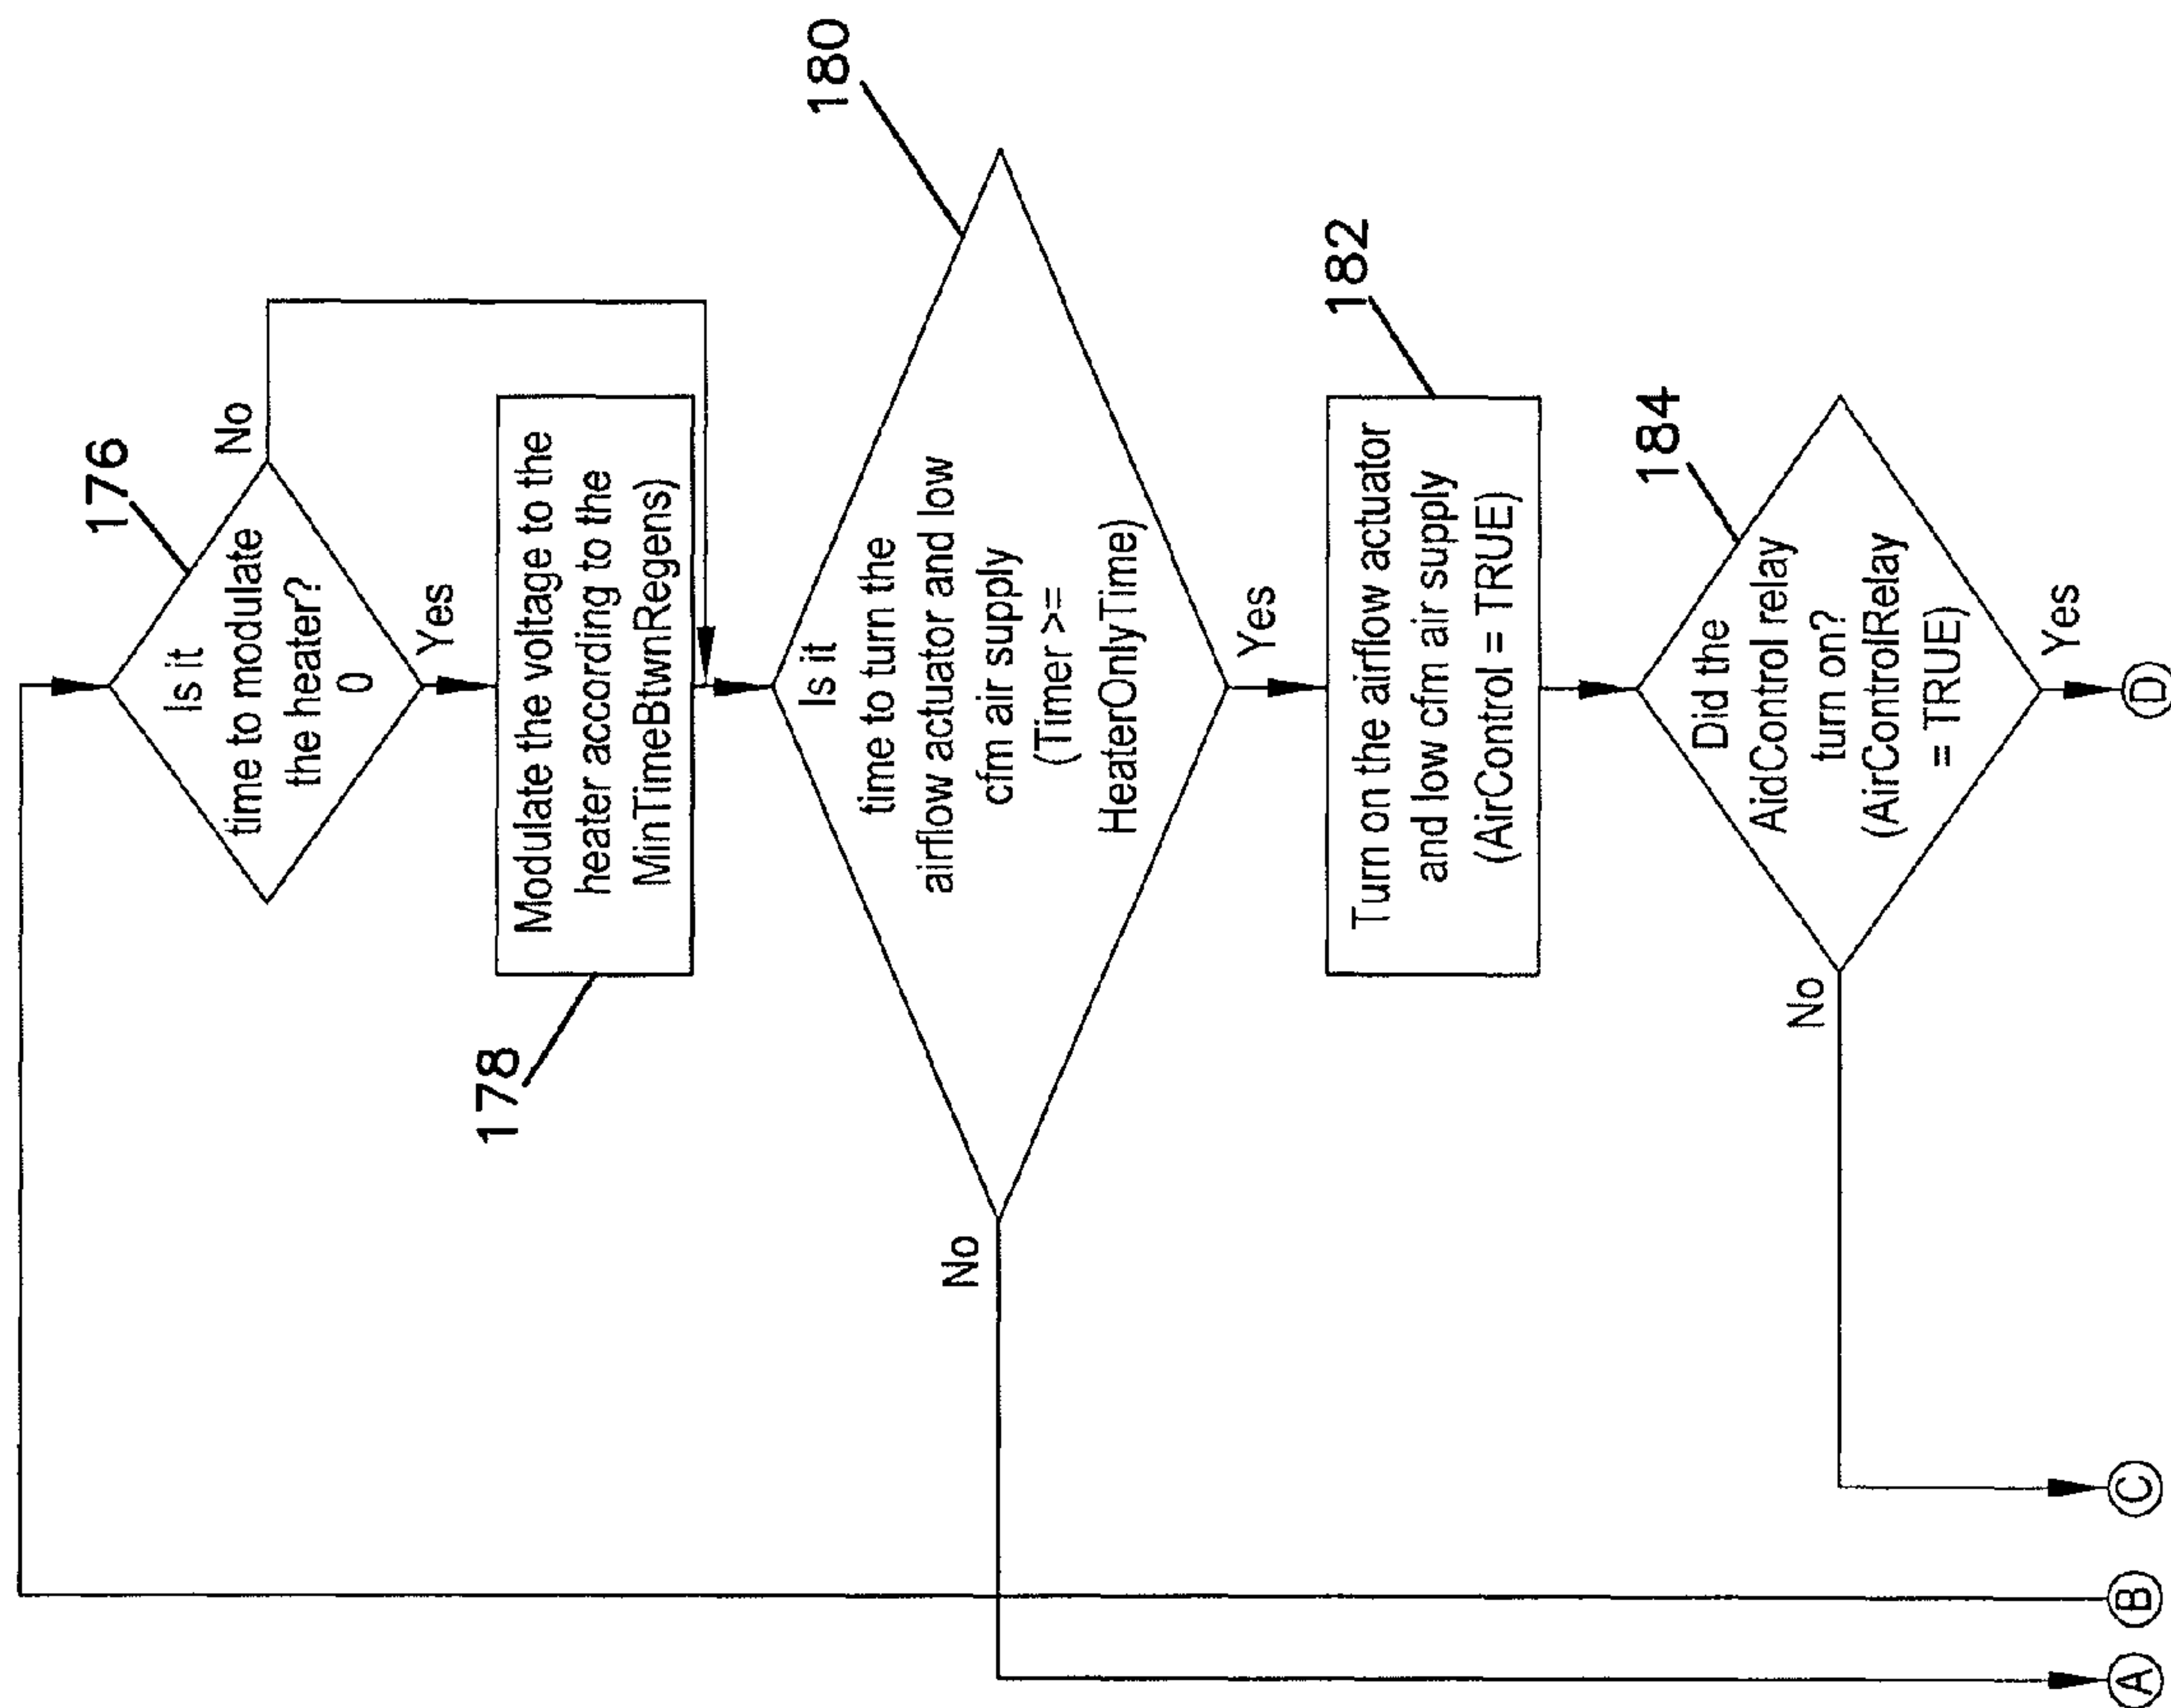 176
Is it
time to modulate
the heater?
0
No
Yes
178
Modulate the voltage to the
heater according to the
MinTimeBtwnRegens)
180
Is it
time to turn the
airflow actuator and low
cfm air supply
(Timer >=
HeaterOnlyTime)
No
Yes
182
Turn on the airflow actuator
and low cfm air supply
(AirControl = TRUE)
184
Did the
AidControl relay
turn on?
(AirControlRelay
= TRUE)
No
Yes
A
B
C
D